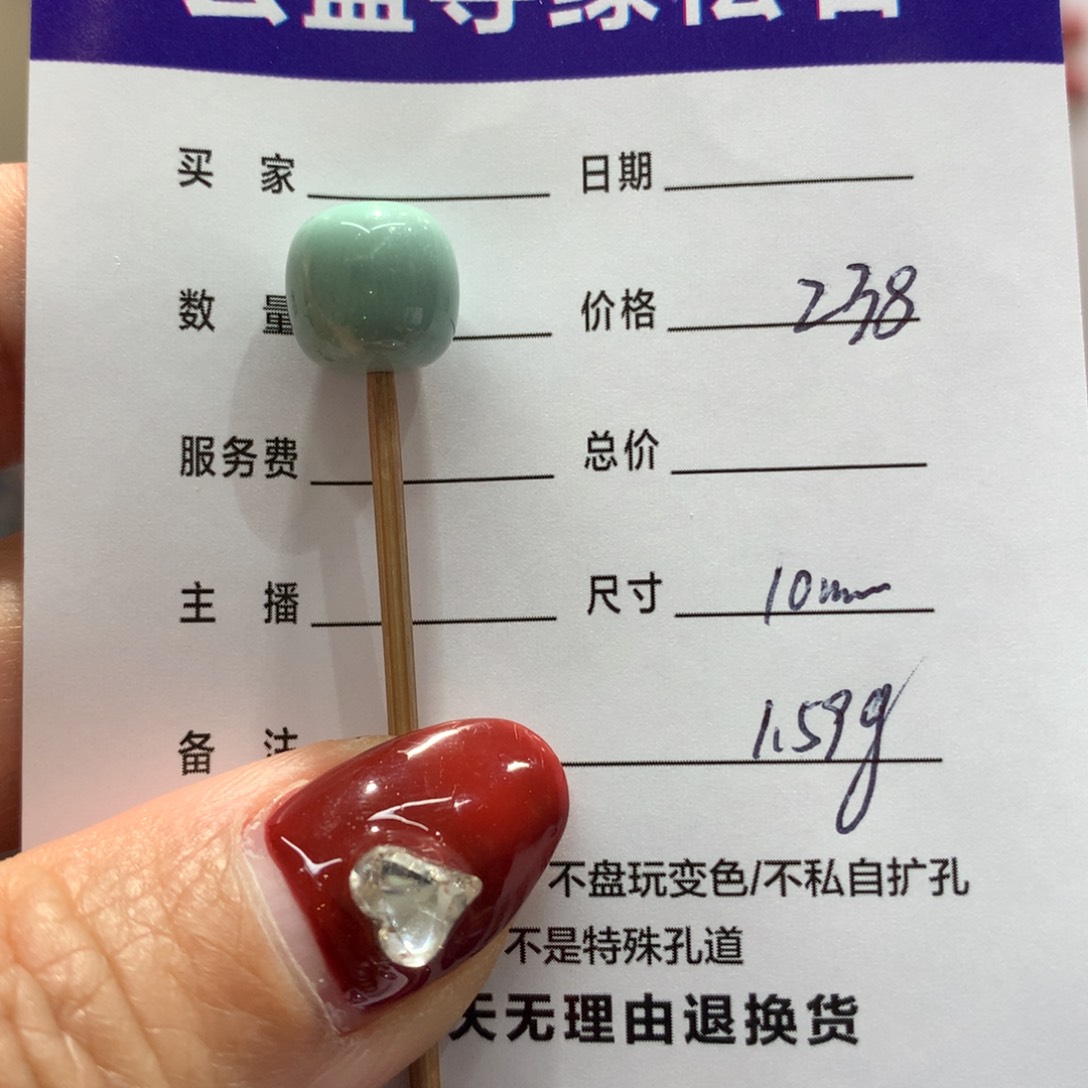 买 家 日期
数 量 价格 238
服务费 总价
主 播 尺寸 10mm
备 注 1.59g
不盘玩变色/不私自扩孔
不是特殊孔道
天无理由退换货